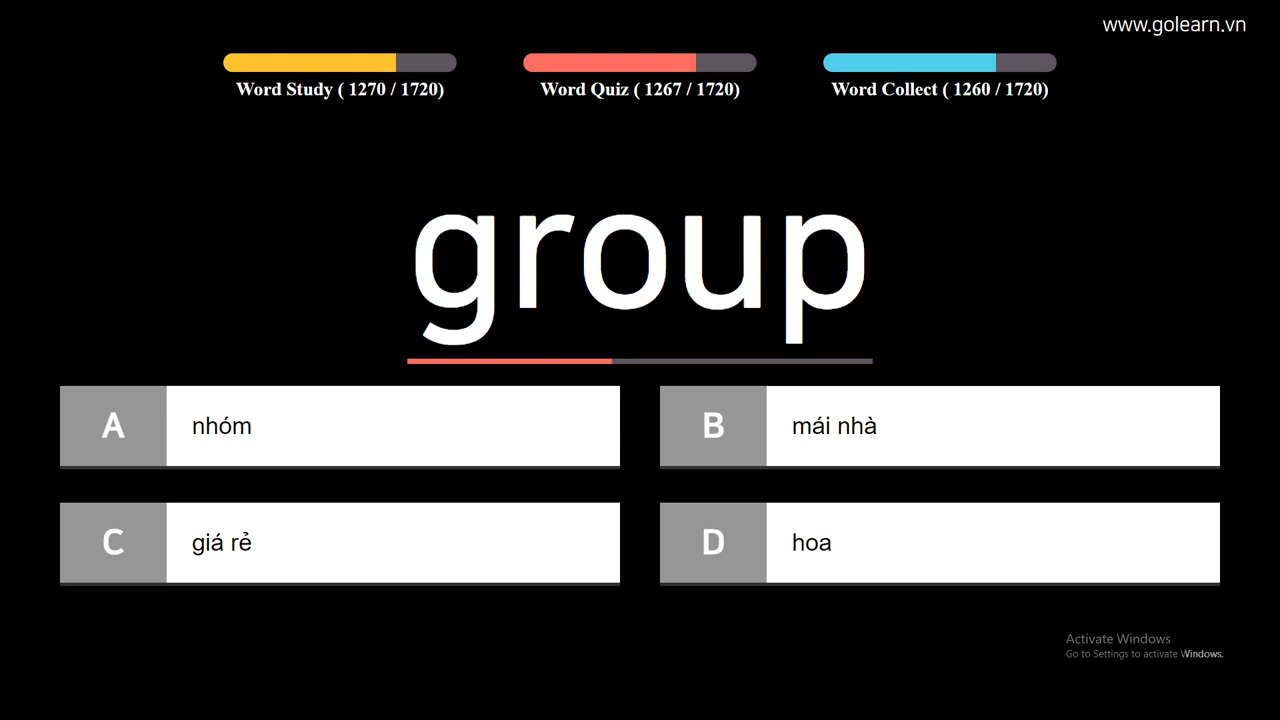 www.golearn.vn
Word Study ( 1270 / 1720)
Word Quiz ( 1267 / 1720)
Word Collect ( 1260 / 1720)
group
A nhóm
B mái nhà
C giá rẻ
D hoa
Activate Windows
Go to Settings to activate Windows.